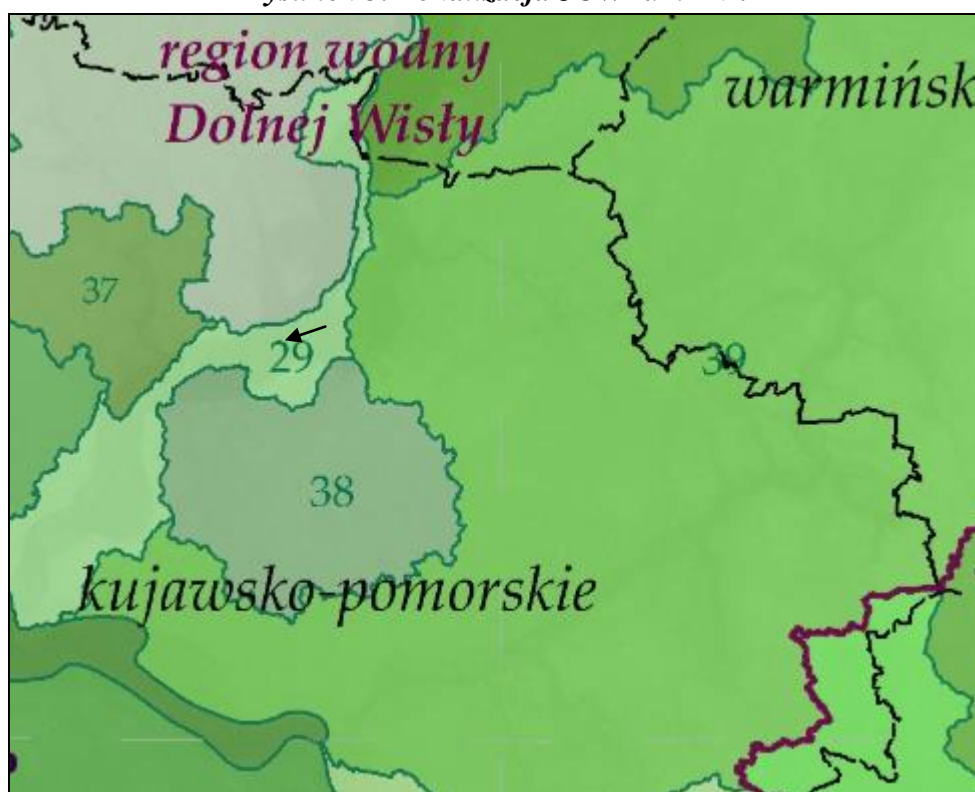 region wodny
Dolnej Wisły
warmińsk
37
29
39
38
kujawsko-pomorskie